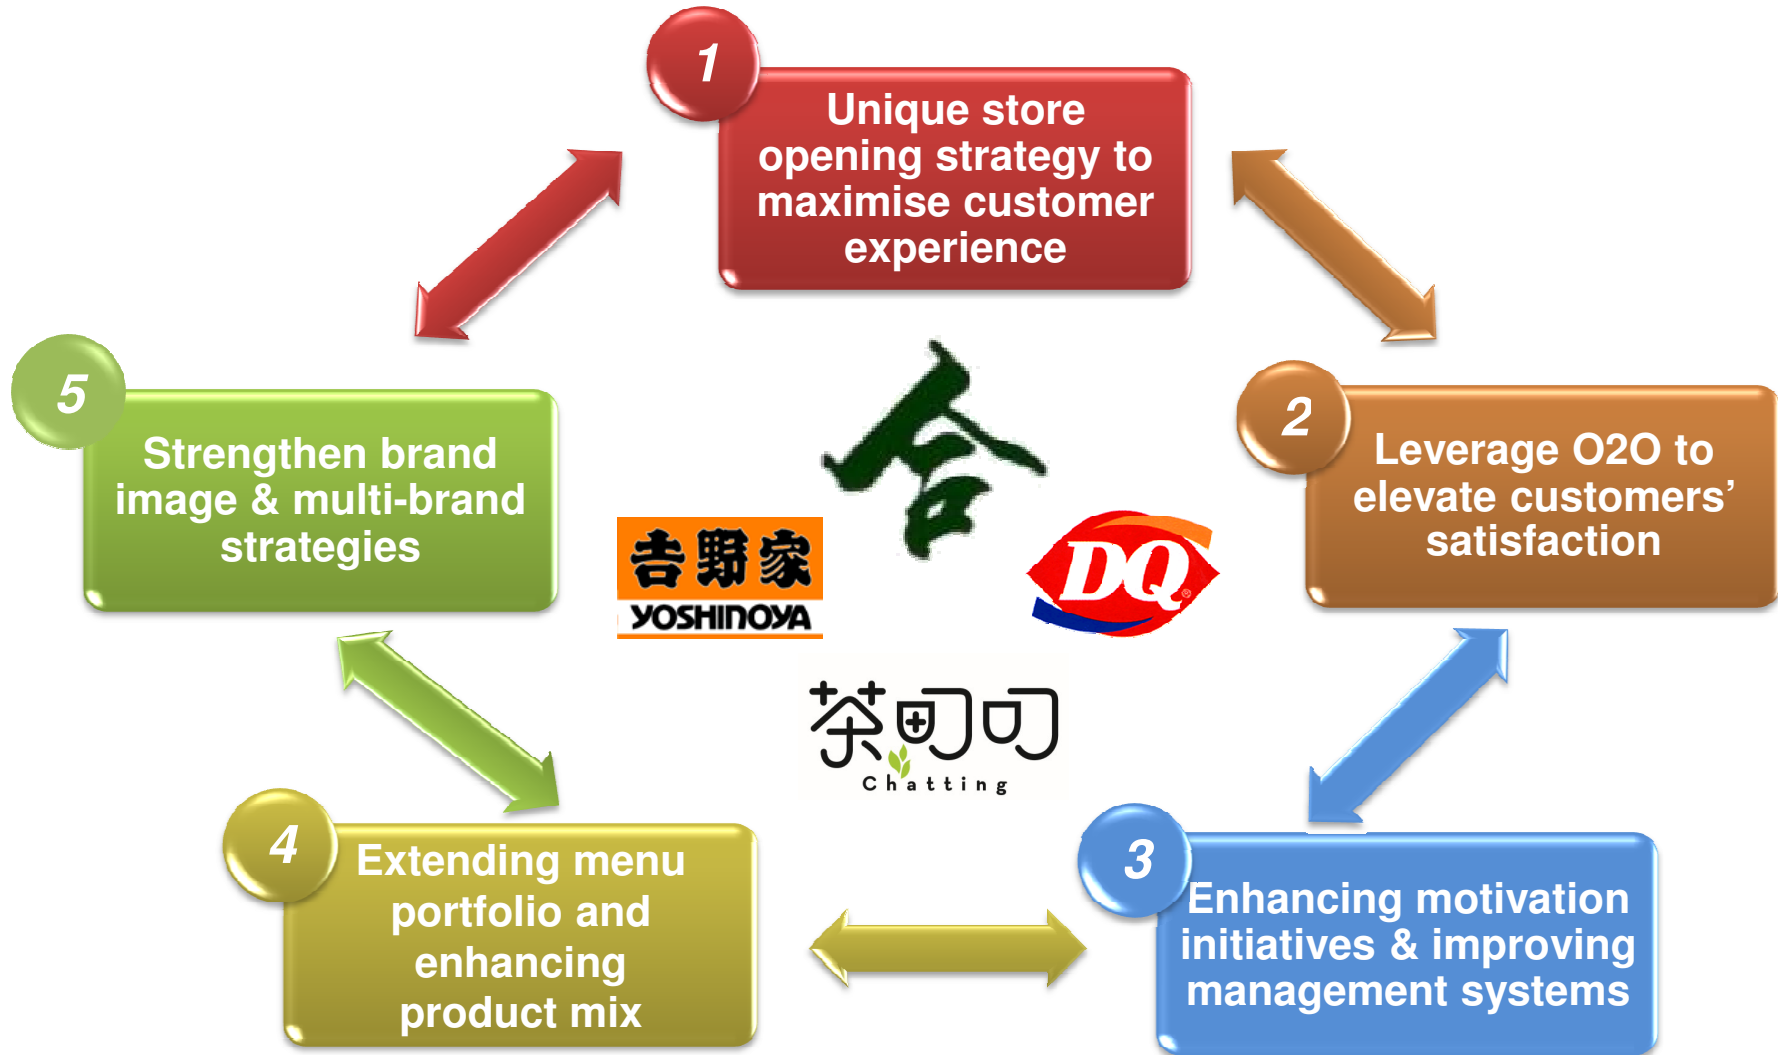 1
Unique store
opening strategy to
maximise customer
experience
2
Leverage O2O to
elevate customers’
satisfaction
3
Enhancing motivation
initiatives & improving
management systems
4
Extending menu
portfolio and
enhancing
product mix
5
Strengthen brand
image & multi-brand
strategies
合
吉野家
YOSHINOYA
DQ®
茶町叮
Chatting